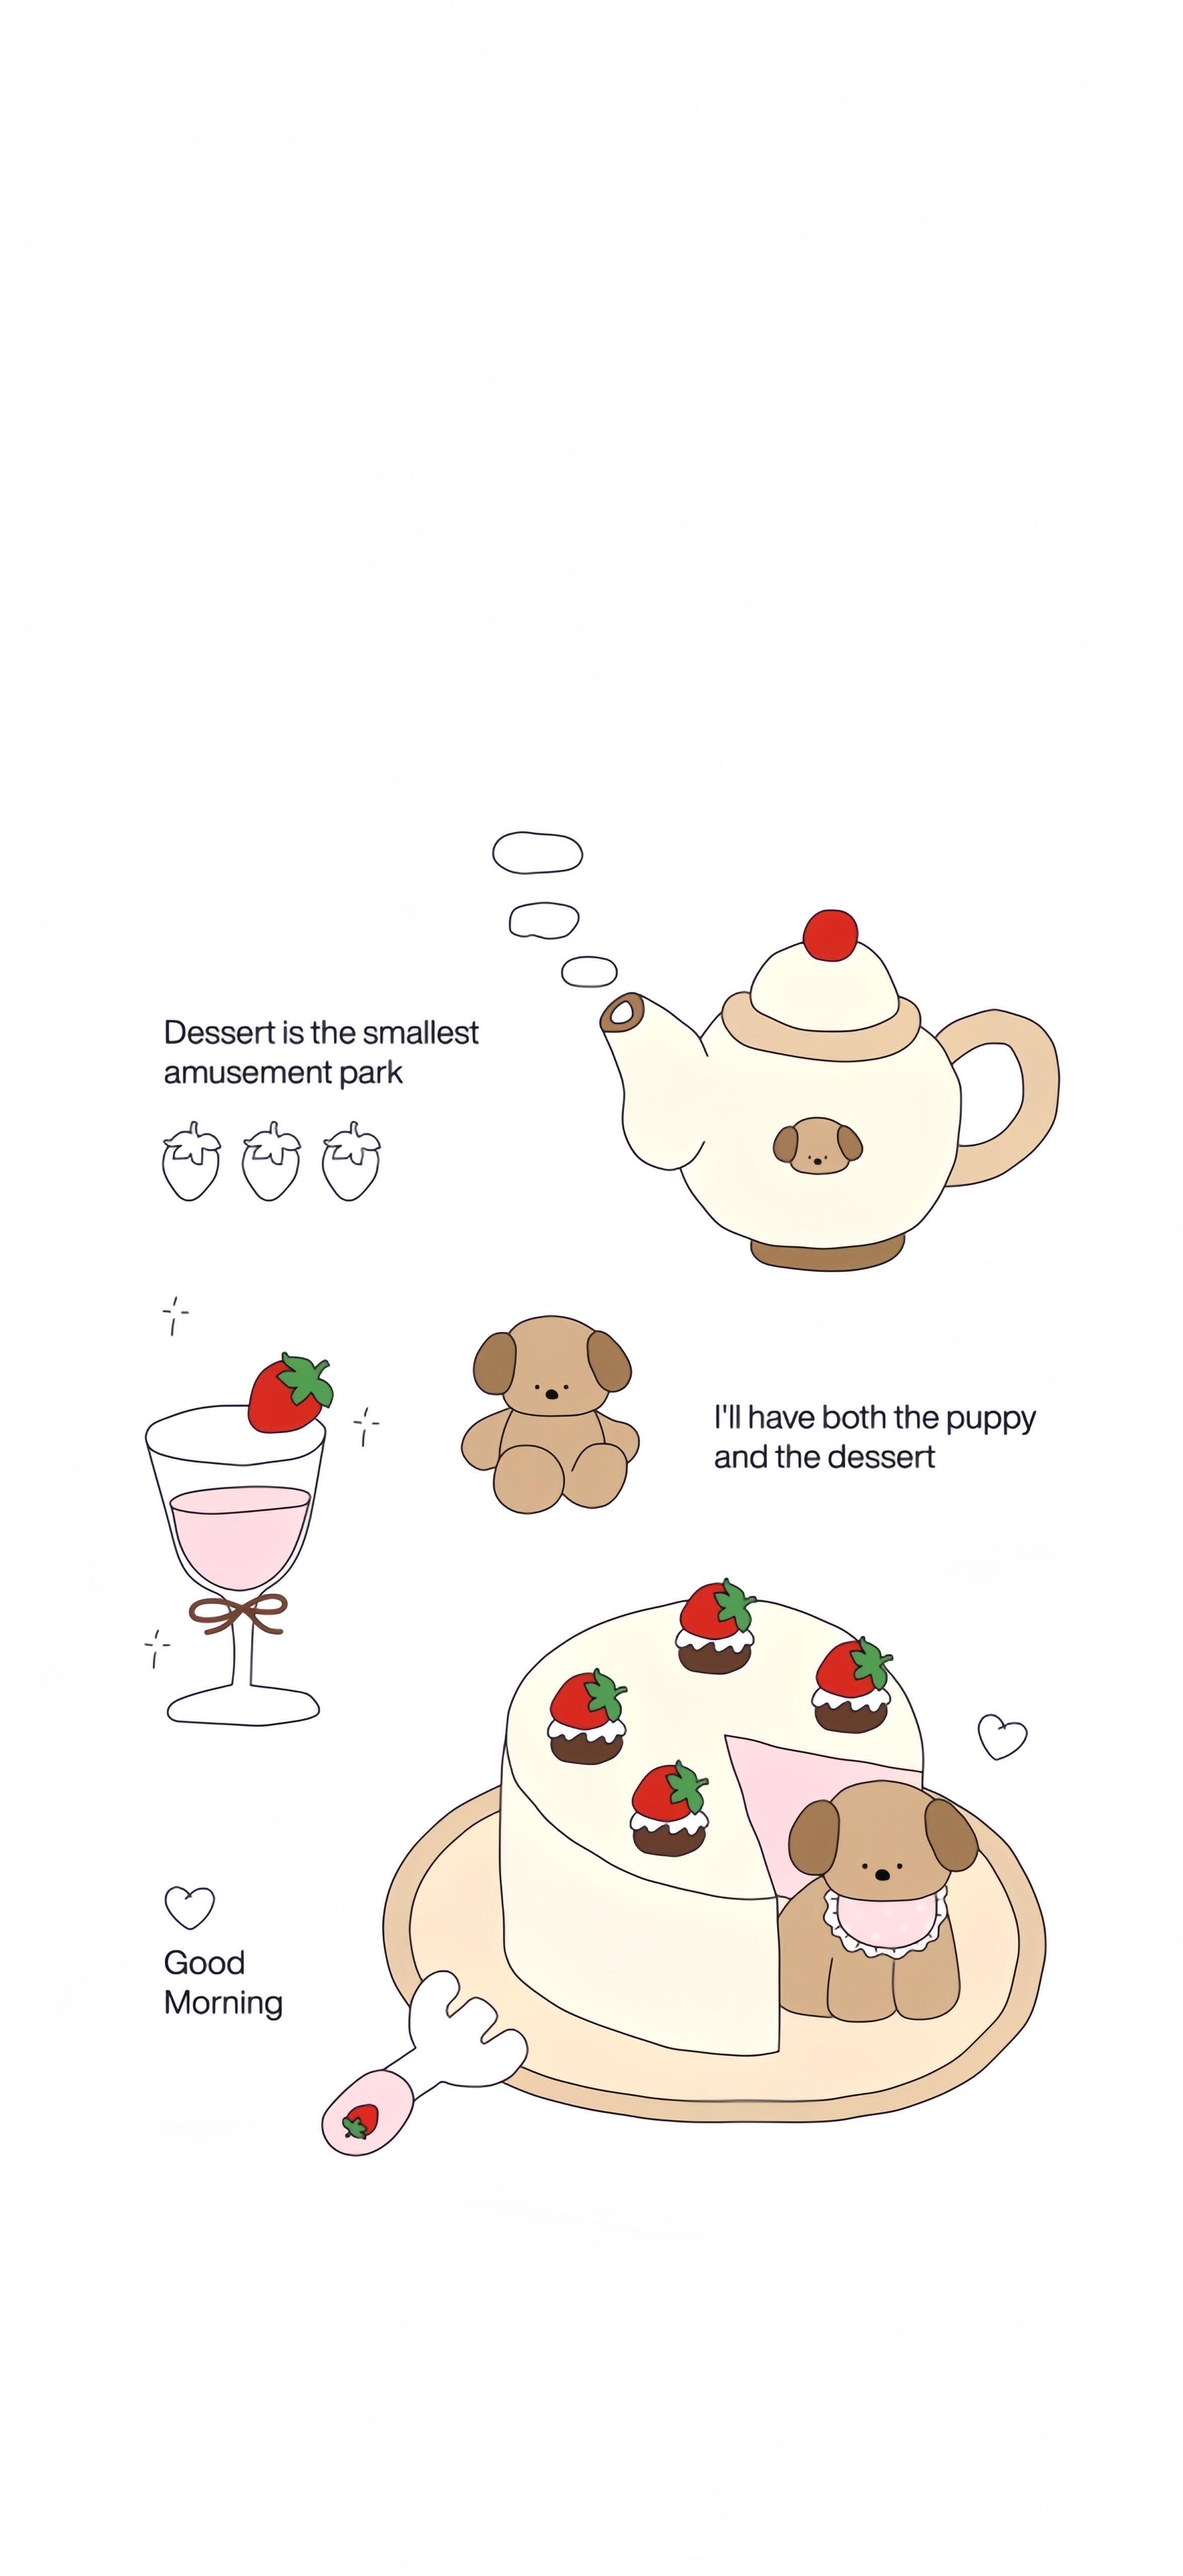 Dessert is the smallest
amusement park
I'll have both the puppy
and the dessert
Good
Morning